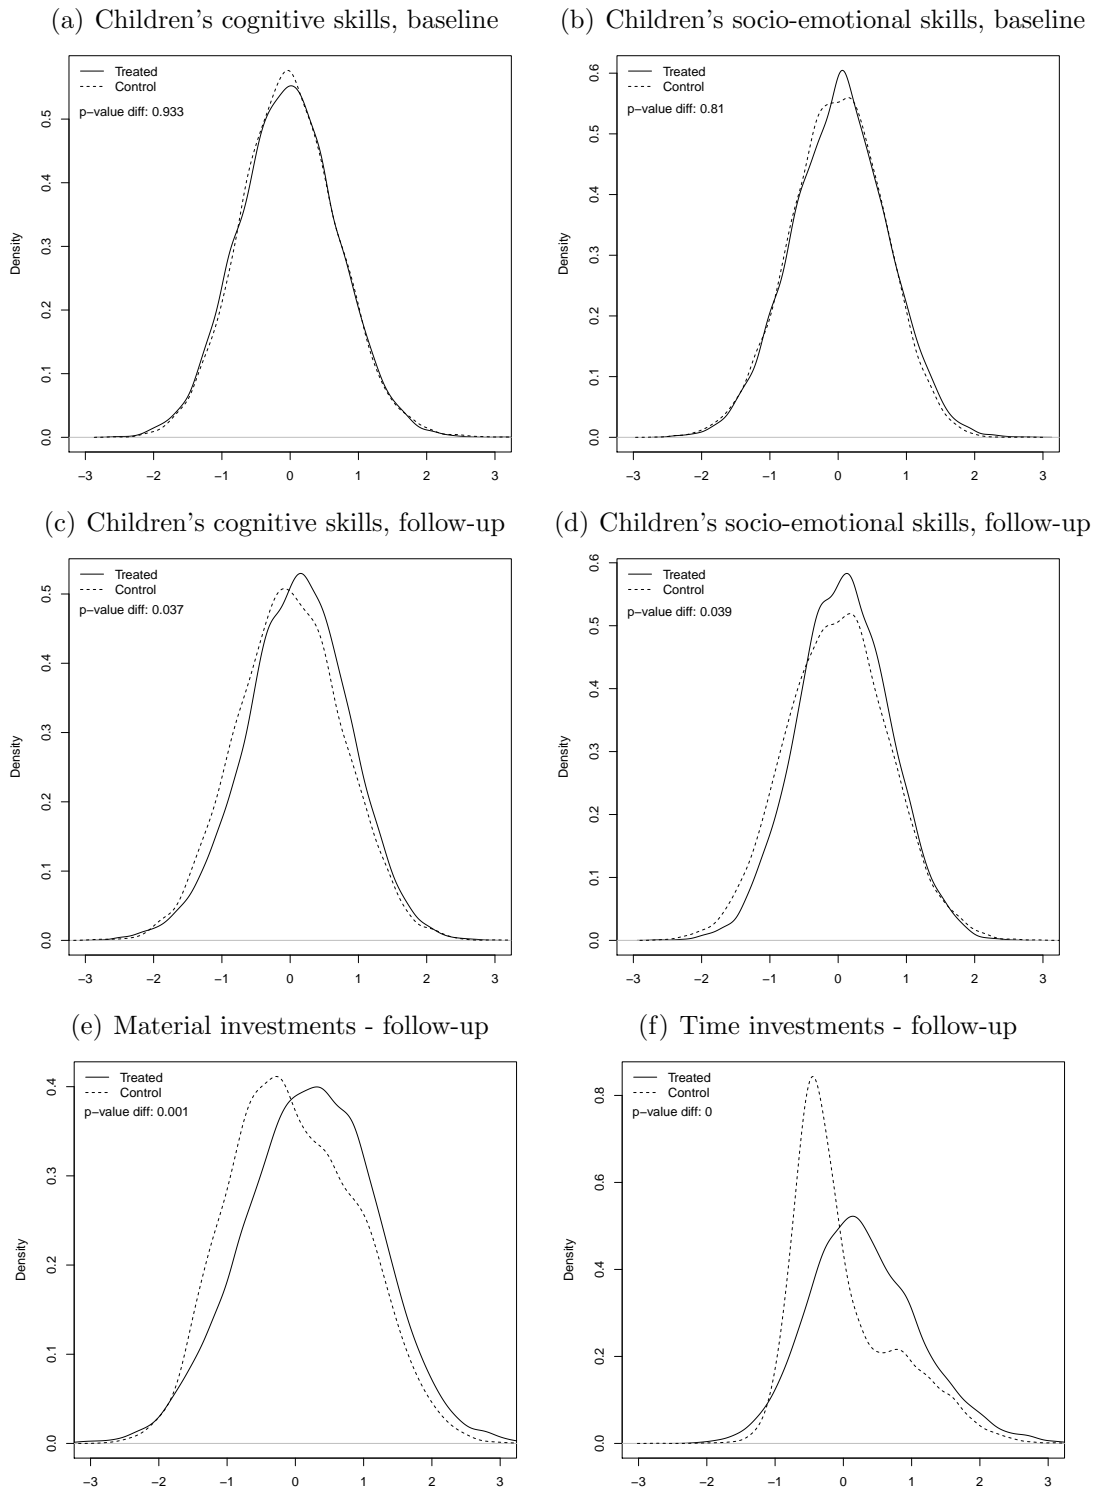 (a) Children's cognitive skills, baseline
Treated
Control
p−value diff: 0.933
Density
0.0 0.1 0.2 0.3 0.4 0.5
−3 −2 −1 0 1 2 3
(b) Children's socio-emotional skills, baseline
Treated
Control
p−value diff: 0.81
Density
0.0 0.1 0.2 0.3 0.4 0.5 0.6
−3 −2 −1 0 1 2 3
(c) Children's cognitive skills, follow-up
Treated
Control
p−value diff: 0.037
Density
0.0 0.1 0.2 0.3 0.4 0.5
−3 −2 −1 0 1 2 3
(d) Children's socio-emotional skills, follow-up
Treated
Control
p−value diff: 0.039
Density
0.0 0.1 0.2 0.3 0.4 0.5 0.6
−3 −2 −1 0 1 2 3
(e) Material investments - follow-up
Treated
Control
p−value diff: 0.001
Density
0.0 0.1 0.2 0.3 0.4
−3 −2 −1 0 1 2 3
(f) Time investments - follow-up
Treated
Control
p−value diff: 0
Density
0.0 0.2 0.4 0.6 0.8
−3 −2 −1 0 1 2 3